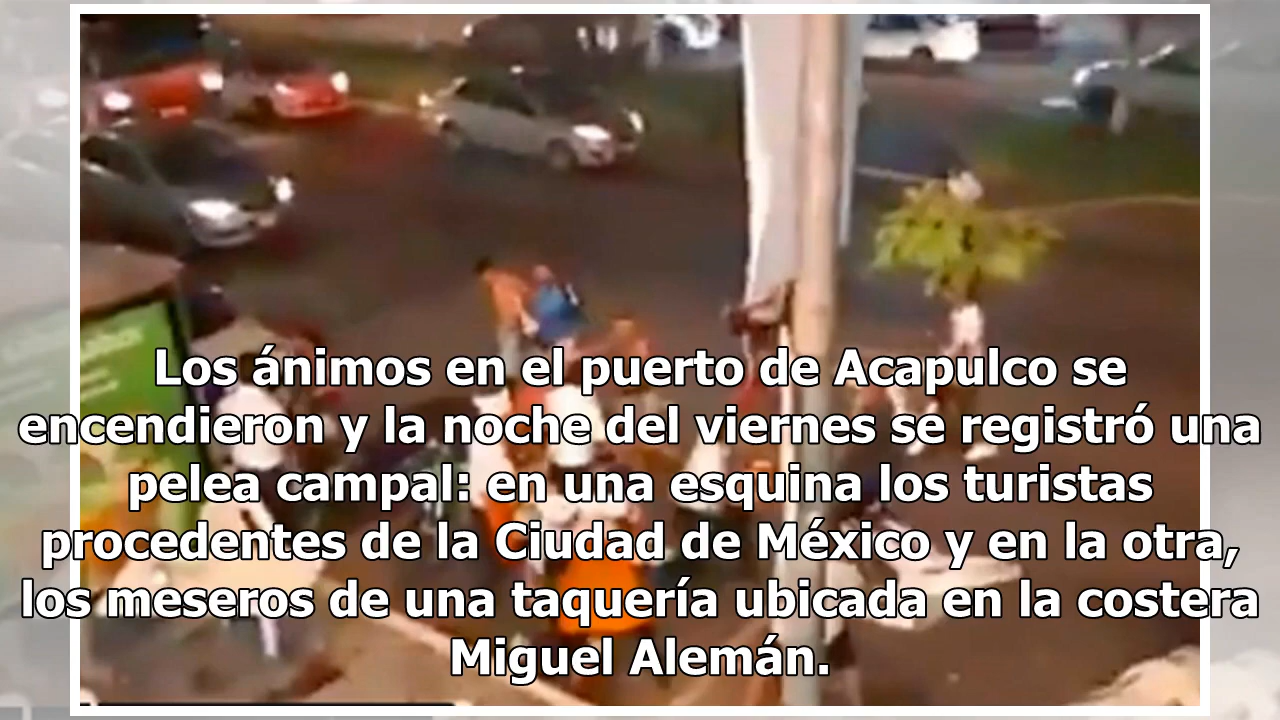 Los ánimos en el puerto de Acapulco se
encendieron y la noche del viernes se registró una
pelea campal: en una esquina los turistas
procedentes de la Ciudad de México y en la otra,
los meseros de una taquería ubicada en la costera
Miguel Alemán.